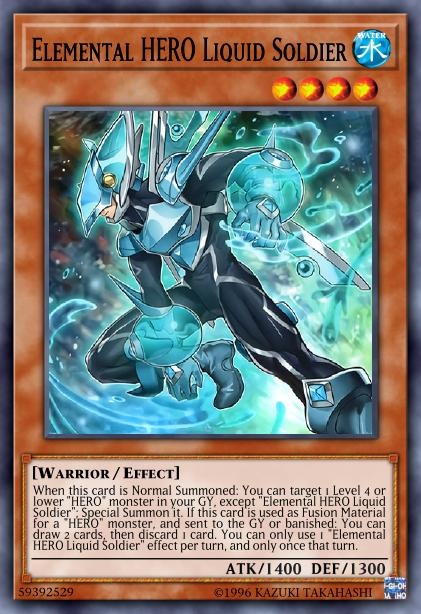 Elemental HERO Liquid Soldier
WATER
水
[Warrior / Effect]
When this card is Normal Summoned: You can target 1 Level 4 or
lower "HERO" monster in your GY, except "Elemental HERO Liquid
Soldier"; Special Summon it. If this card is used as Fusion Material
for a "HERO" monster, and sent to the GY or banished: You can
draw 2 cards, then discard 1 card. You can only use 1 "Elemental
HERO Liquid Soldier" effect per turn, and only once that turn.
ATK/1400 DEF/1300
59392529
©1996 KAZUKI TAKAHASHI